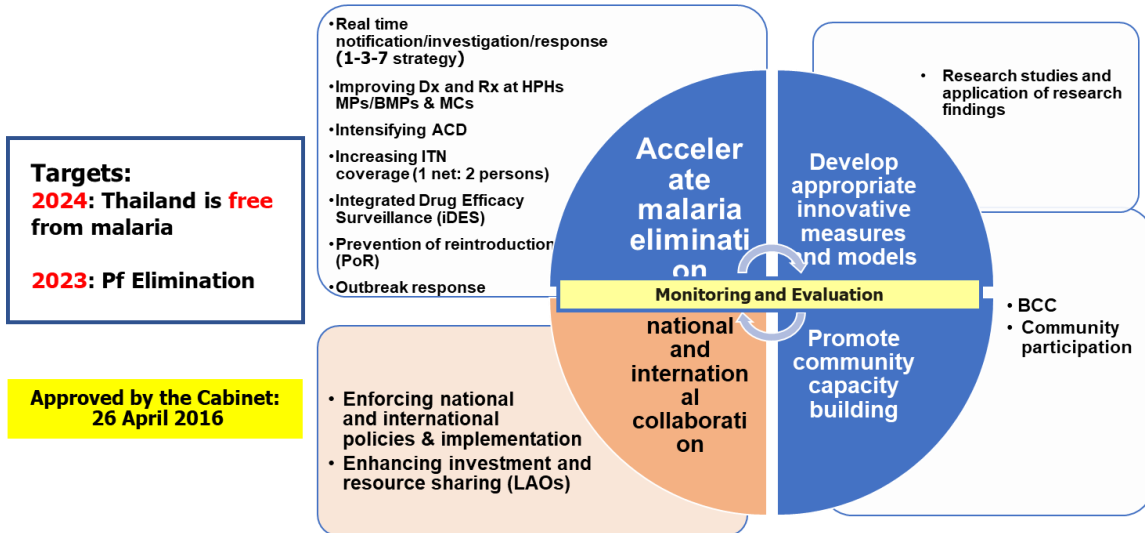 Targets:
2024: Thailand is free
from malaria
2023: Pf Elimination
Approved by the Cabinet:
26 April 2016
•Real time
notification/investigation/response
(1-3-7 strategy)
•Improving Dx and Rx at HPHs
MPs/BMPs & MCs
•Intensifying ACD
•Increasing ITN
coverage (1 net: 2 persons)
•Integrated Drug Efficacy
Surveillance (iDES)
•Prevention of reintroduction
(PoR)
•Outbreak response
Acceler
ate
malaria
eliminati
on
Develop
appropriate
innovative
measures
and models
• Research studies and
application of research
findings
Monitoring and Evaluation
national
and
internation
al
collaborati
on
Promote
community
capacity
building
• BCC
• Community
participation
• Enforcing national
and international
policies & implementation
• Enhancing investment and
resource sharing (LAOs)